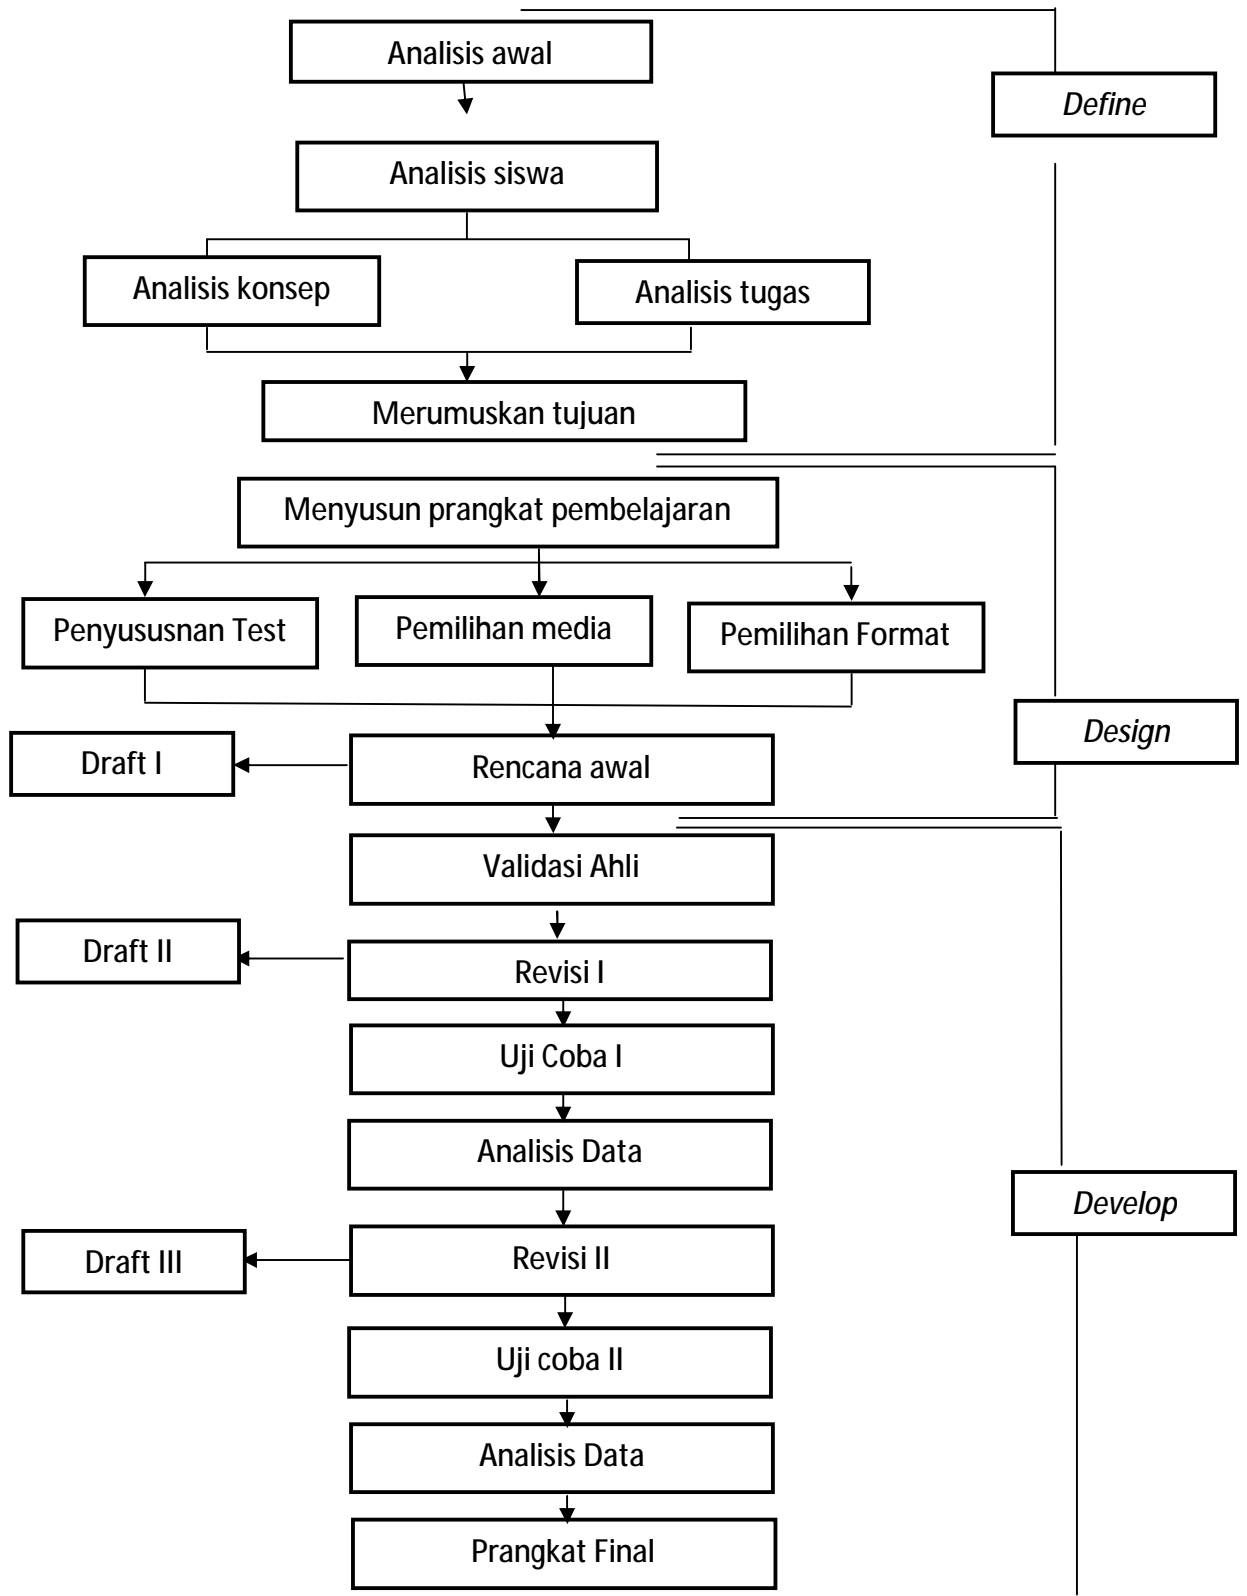 Analisis awal
Define
Analisis siswa
Analisis konsep
Analisis tugas
Merumuskan tujuan
Menyusun prangkat pembelajaran
Penyususnan Test
Pemilihan media
Pemilihan Format
Design
Draft I
Rencana awal
Validasi Ahli
Draft II
Revisi I
Uji Coba I
Analisis Data
Develop
Draft III
Revisi II
Uji coba II
Analisis Data
Prangkat Final